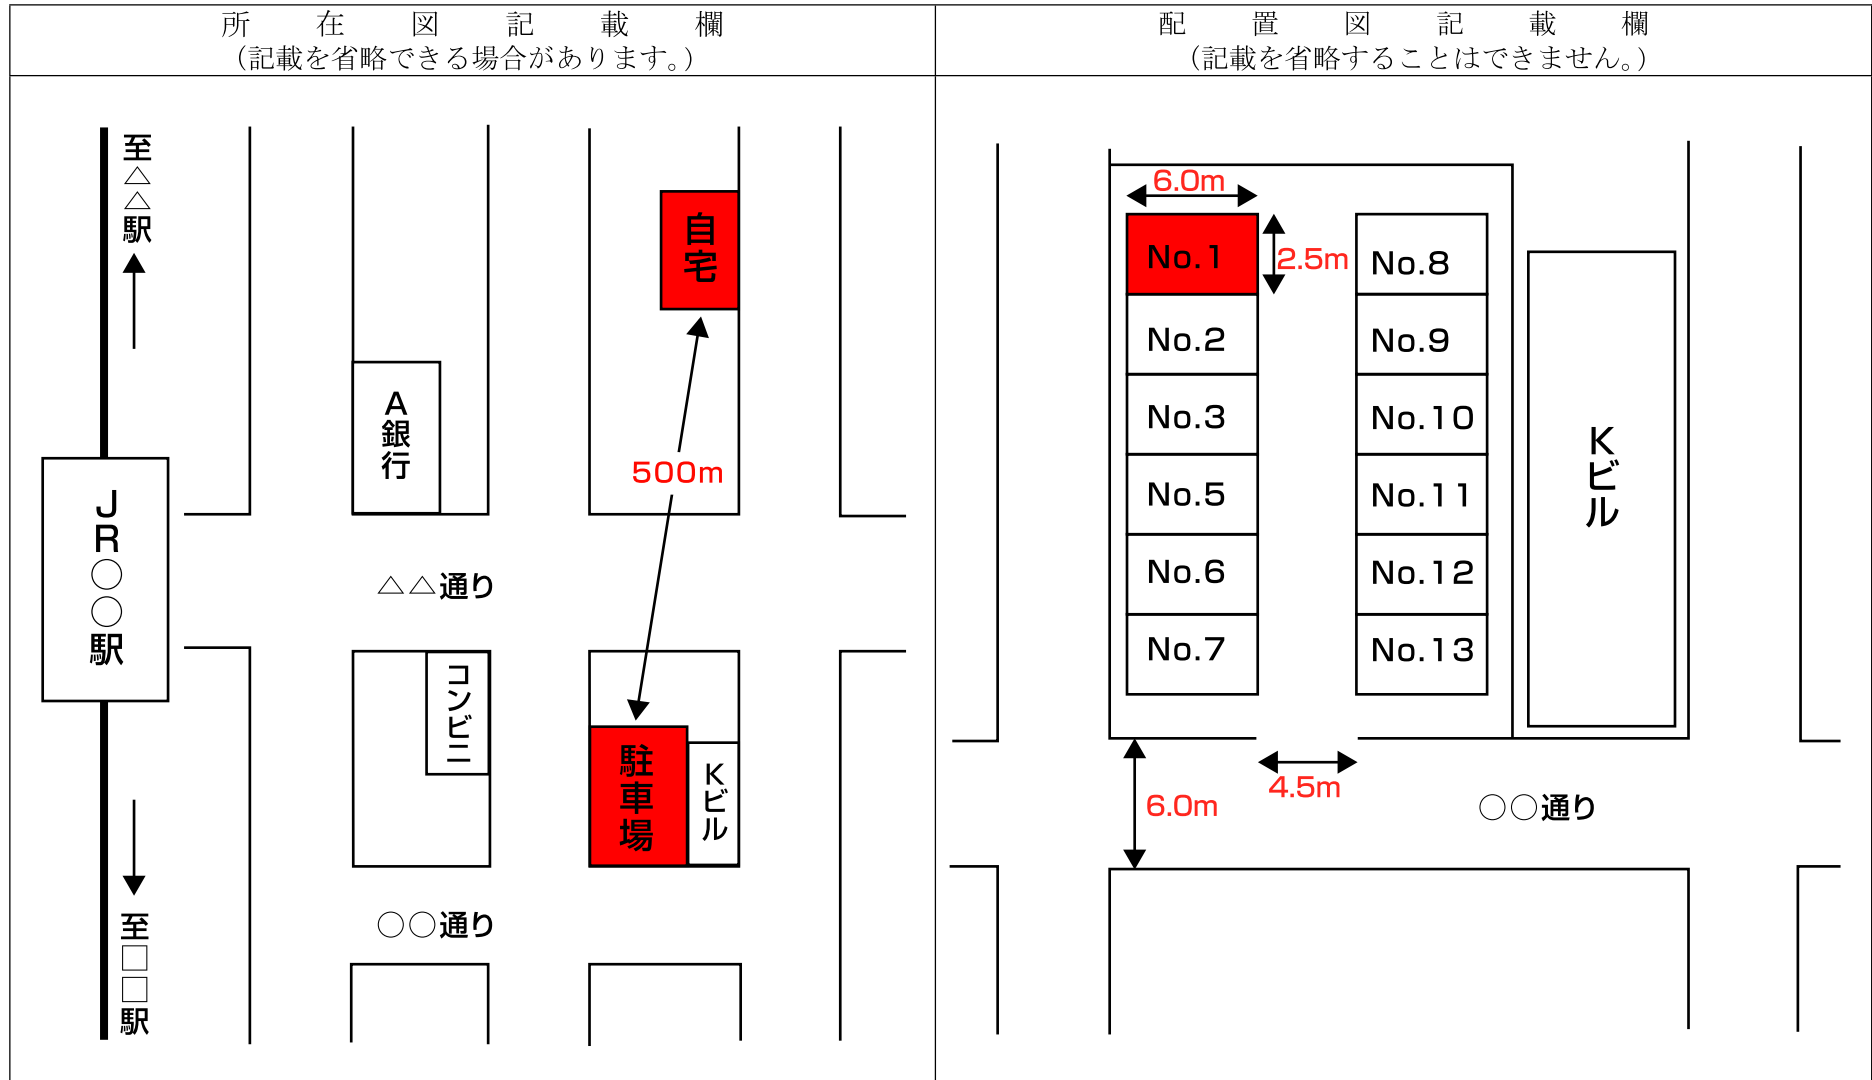 所在図記載欄
（記載を省略できる場合があります。）
至△△駅
自宅
A銀行
500m
JR○○駅
△△通り
コンビニ
駐車場
Kビル
○○通り
至□□駅
配置図記載欄
（記載を省略することはできません。）
6.0m
No.1
2.5m
No.8
No.2
No.9
No.3
No.10
No.5
No.11
No.6
No.12
No.7
No.13
Kビル
4.5m
6.0m
○○通り